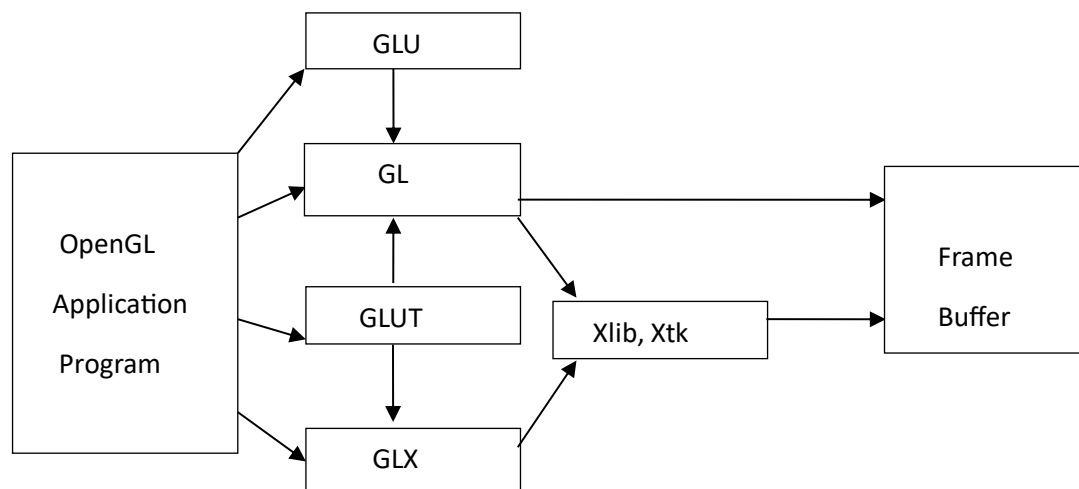 GLU
GL
OpenGL
Application
Program
GLUT
GLX
Xlib, Xtk
Frame
Buffer